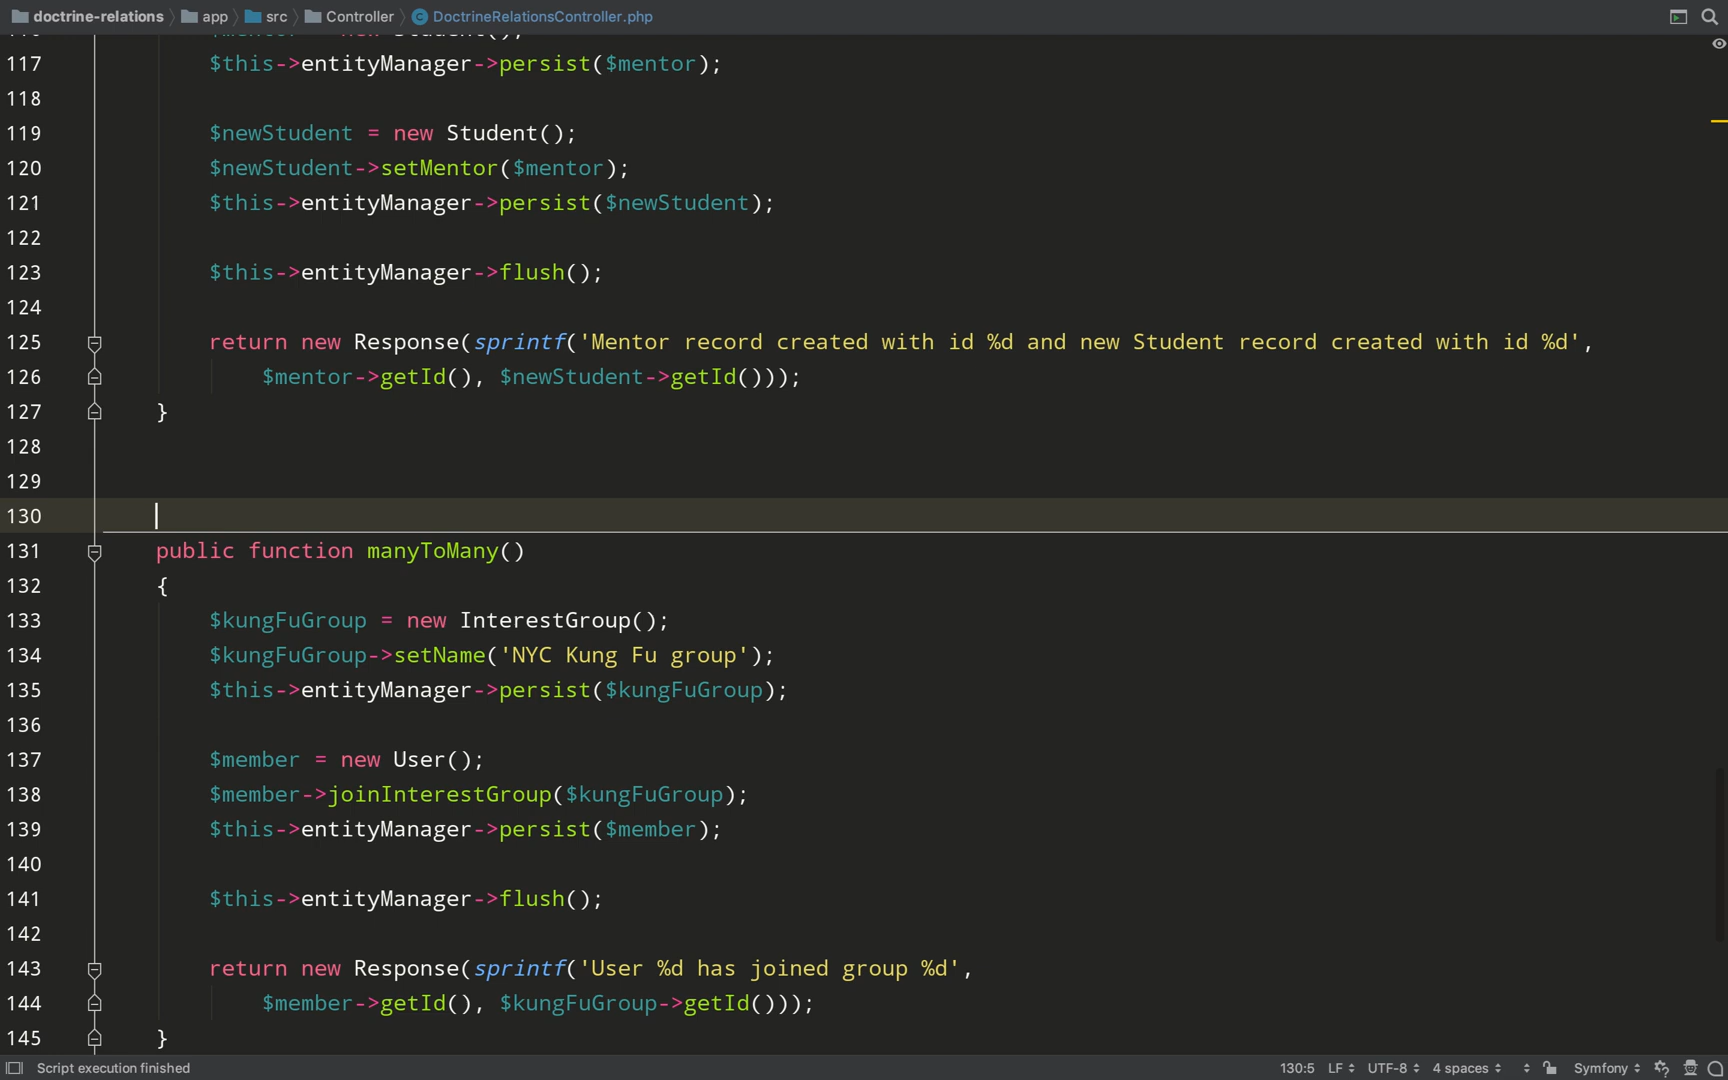 doctrine-relations app src Controller DoctrineRelationsController.php
117 $this->entityManager->persist($mentor);
118
119 $newStudent = new Student();
120 $newStudent->setMentor($mentor);
121 $this->entityManager->persist($newStudent);
122
123 $this->entityManager->flush();
124
125 return new Response(sprintf('Mentor record created with id %d and new Student record created with id %d',
126 $mentor->getId(), $newStudent->getId()));
127 }
128
129
130
131 public function manyToMany()
132 {
133 $kungFuGroup = new InterestGroup();
134 $kungFuGroup->setName('NYC Kung Fu group');
135 $this->entityManager->persist($kungFuGroup);
136
137 $member = new User();
138 $member->joinInterestGroup($kungFuGroup);
139 $this->entityManager->persist($member);
140
141 $this->entityManager->flush();
142
143 return new Response(sprintf('User %d has joined group %d',
144 $member->getId(), $kungFuGroup->getId()));
145 }
Script execution finished 130:5 LF UTF-8 4 spaces Symfony